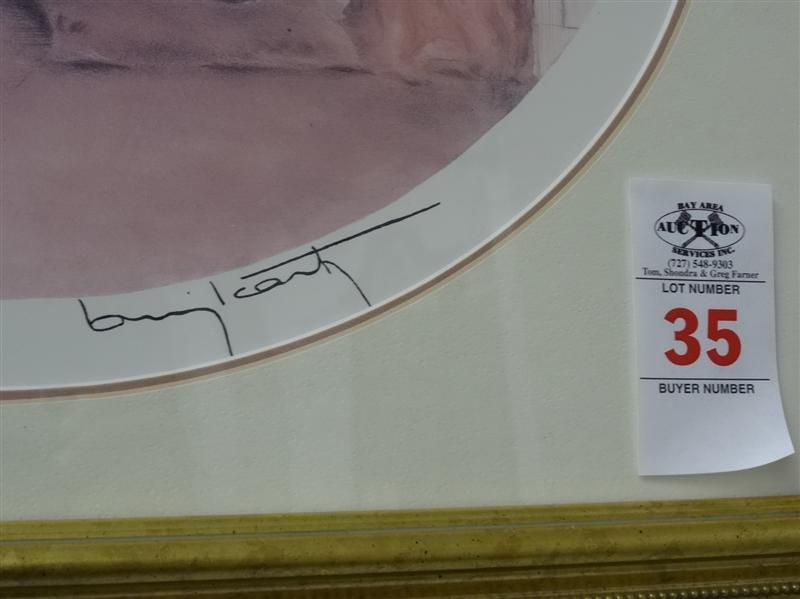 BAY AREA
AUCTION
SERVICES INC.
(727) 548-9303
Tom, Shondra & Greg Farner
LOT NUMBER
35
BUYER NUMBER